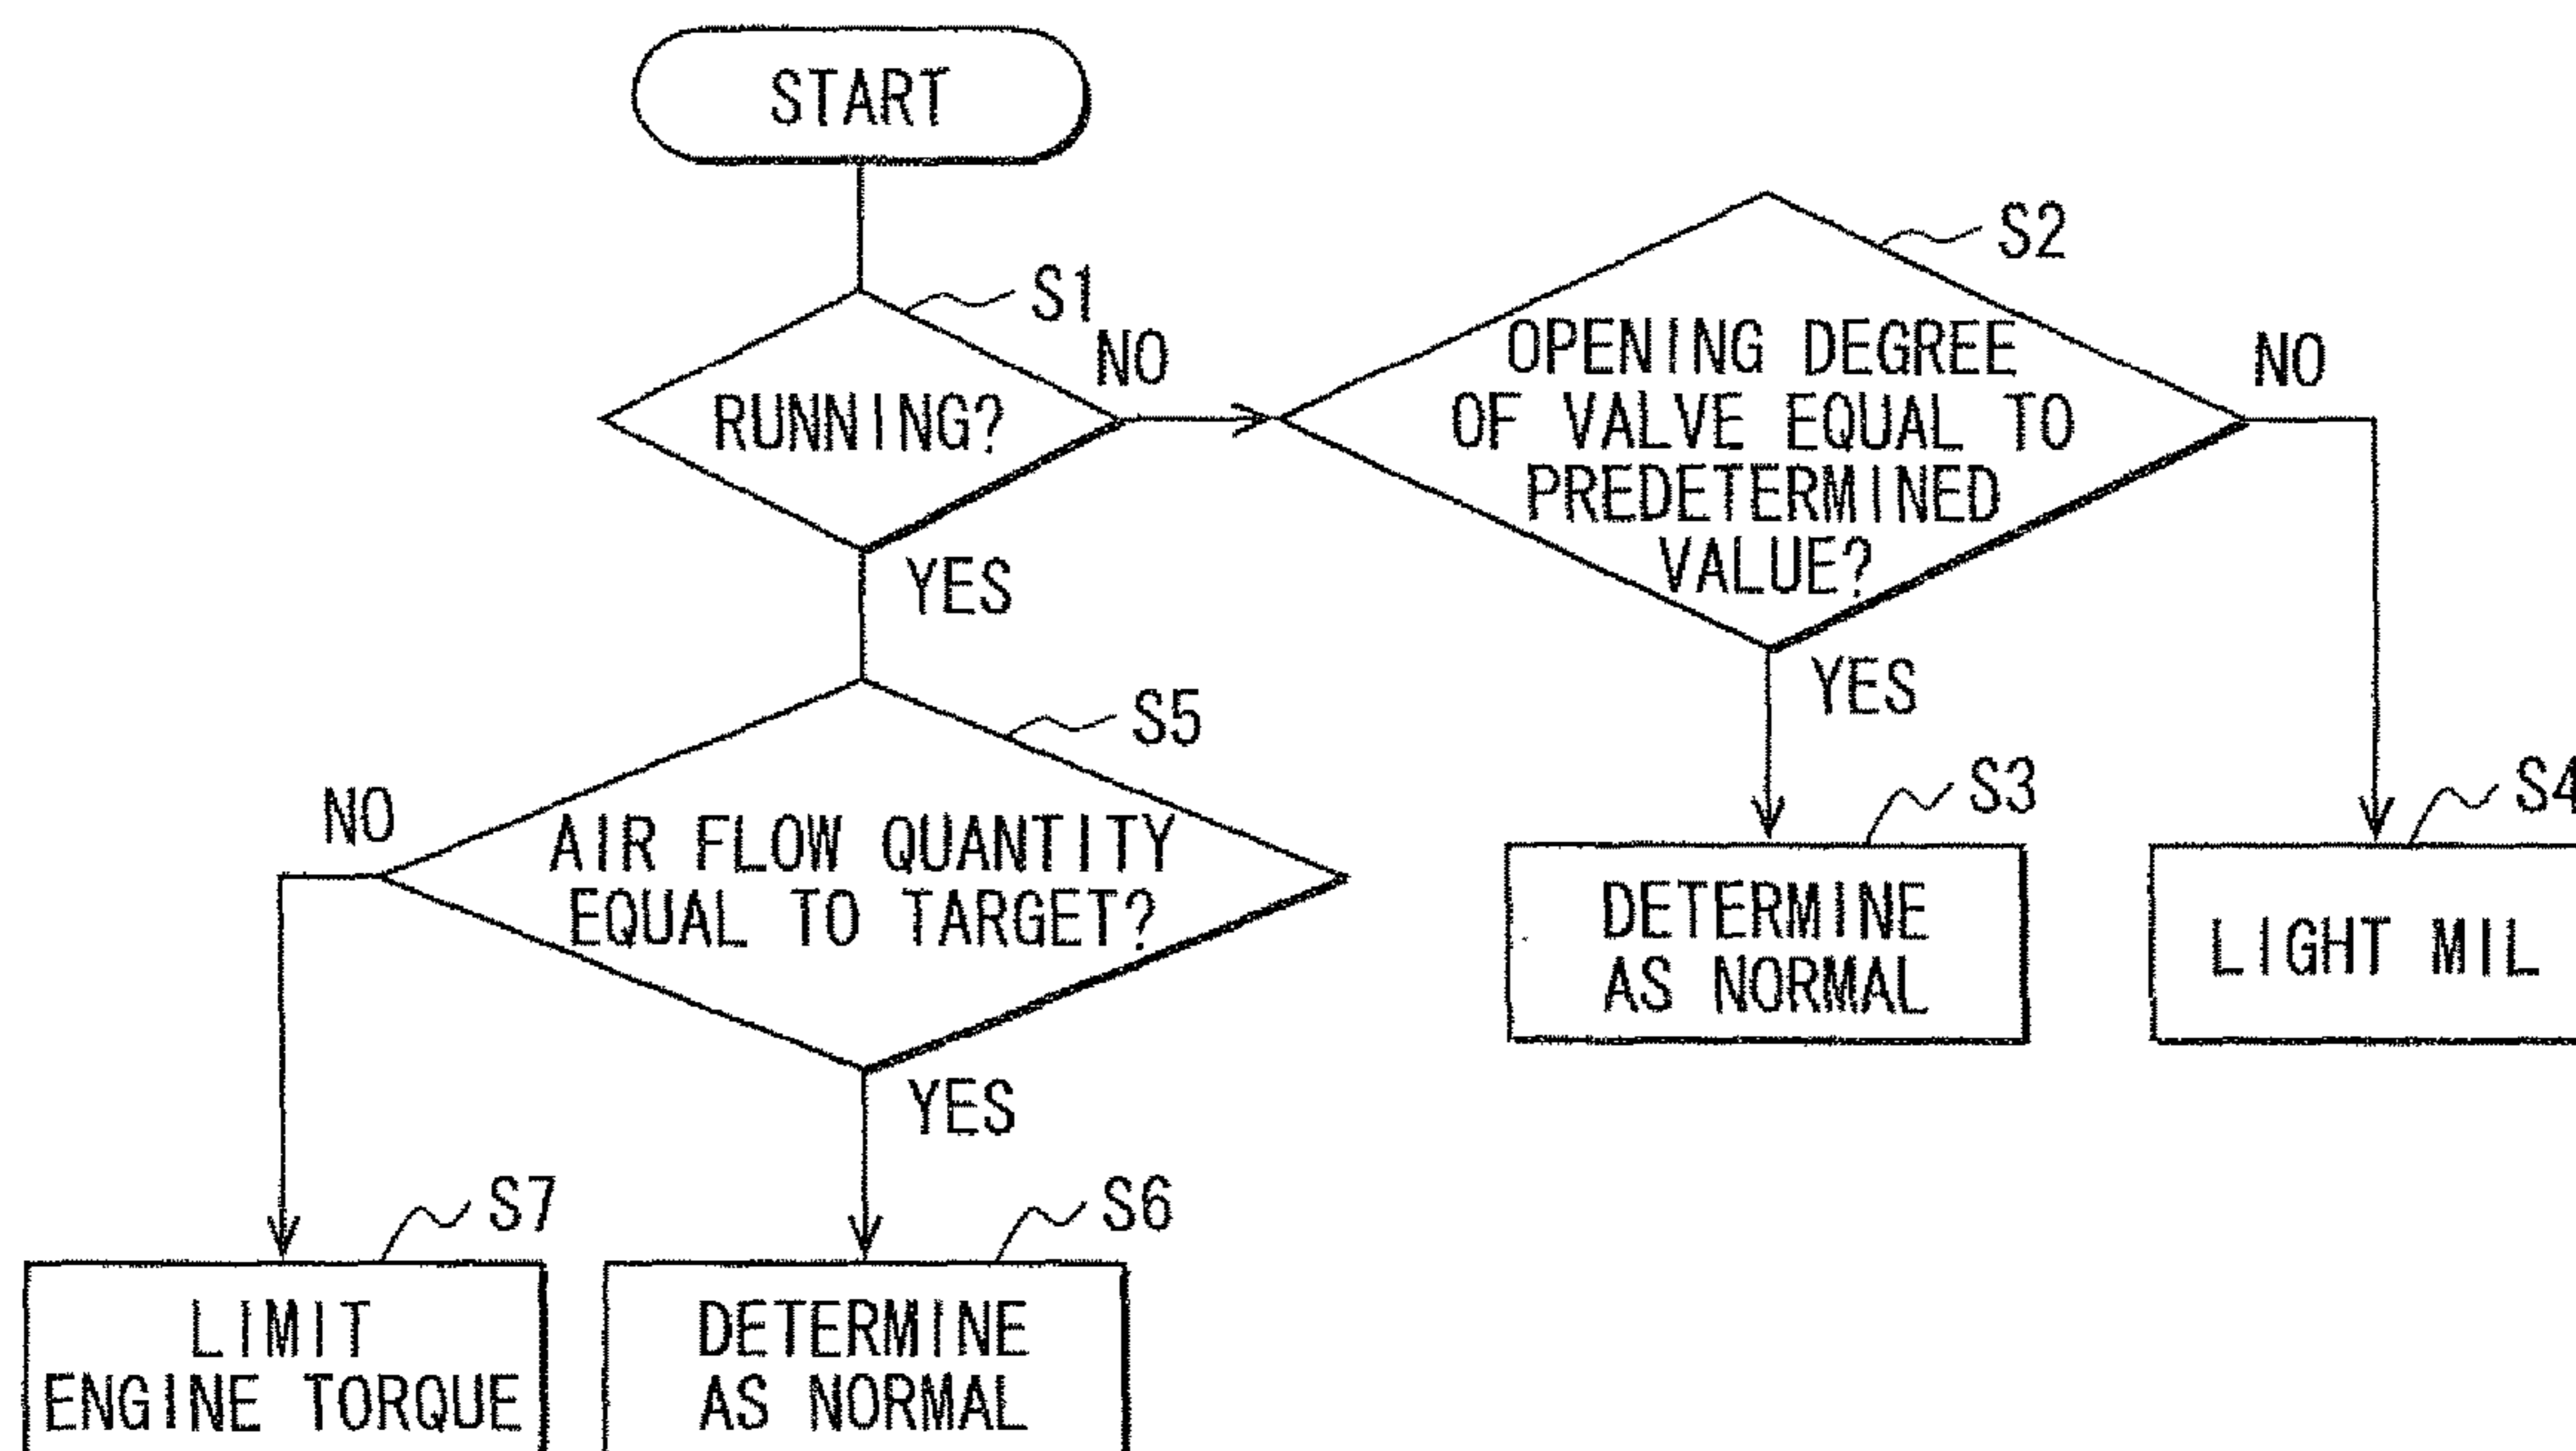 START
S1
RUNNING?
NO
YES
S2
OPENING DEGREE
OF VALVE EQUAL TO
PREDETERMINED
VALUE?
NO
YES
S3
DETERMINE
AS NORMAL
S4
LIGHT MIL
S5
AIR FLOW QUANTITY
EQUAL TO TARGET?
NO
YES
S7
LIMIT
ENGINE TORQUE
S6
DETERMINE
AS NORMAL